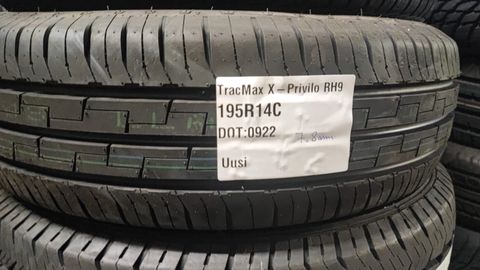 TracMax X – Privilo RH9
195R14C
DOT:0922
7.8mm
Uusi